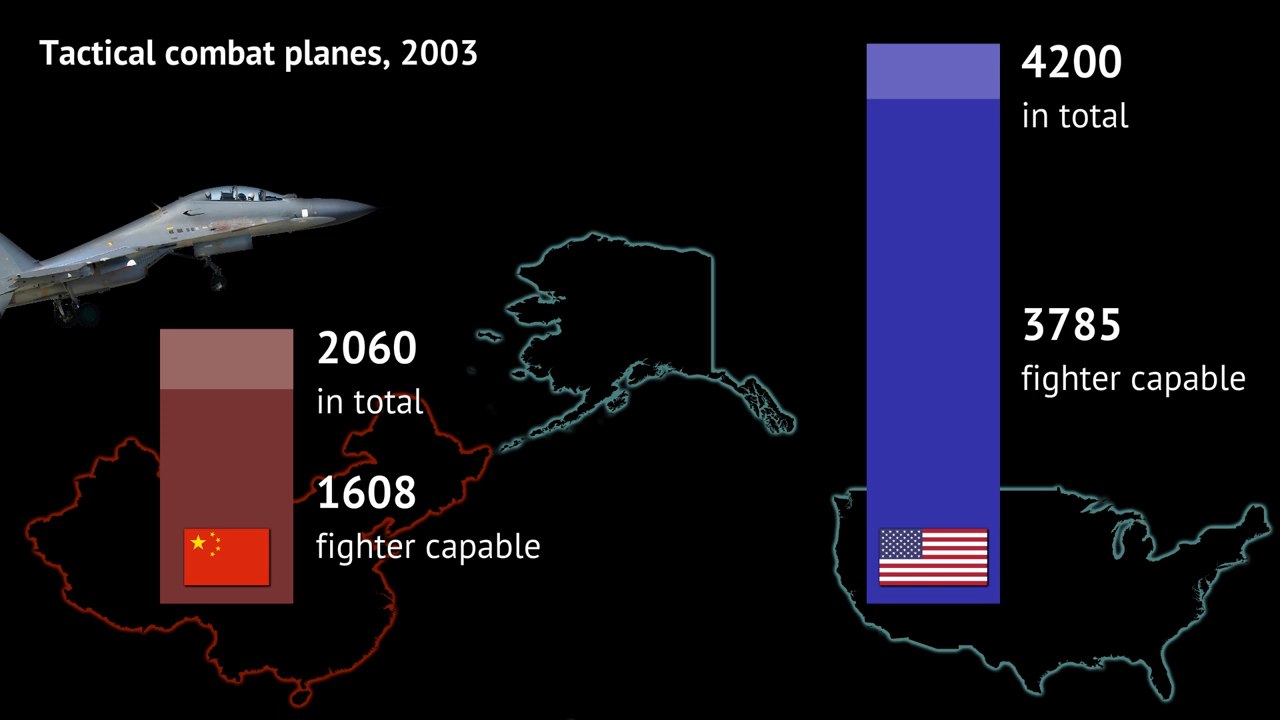 Tactical combat planes, 2003
4200
in total
3785
fighter capable
2060
in total
1608
fighter capable